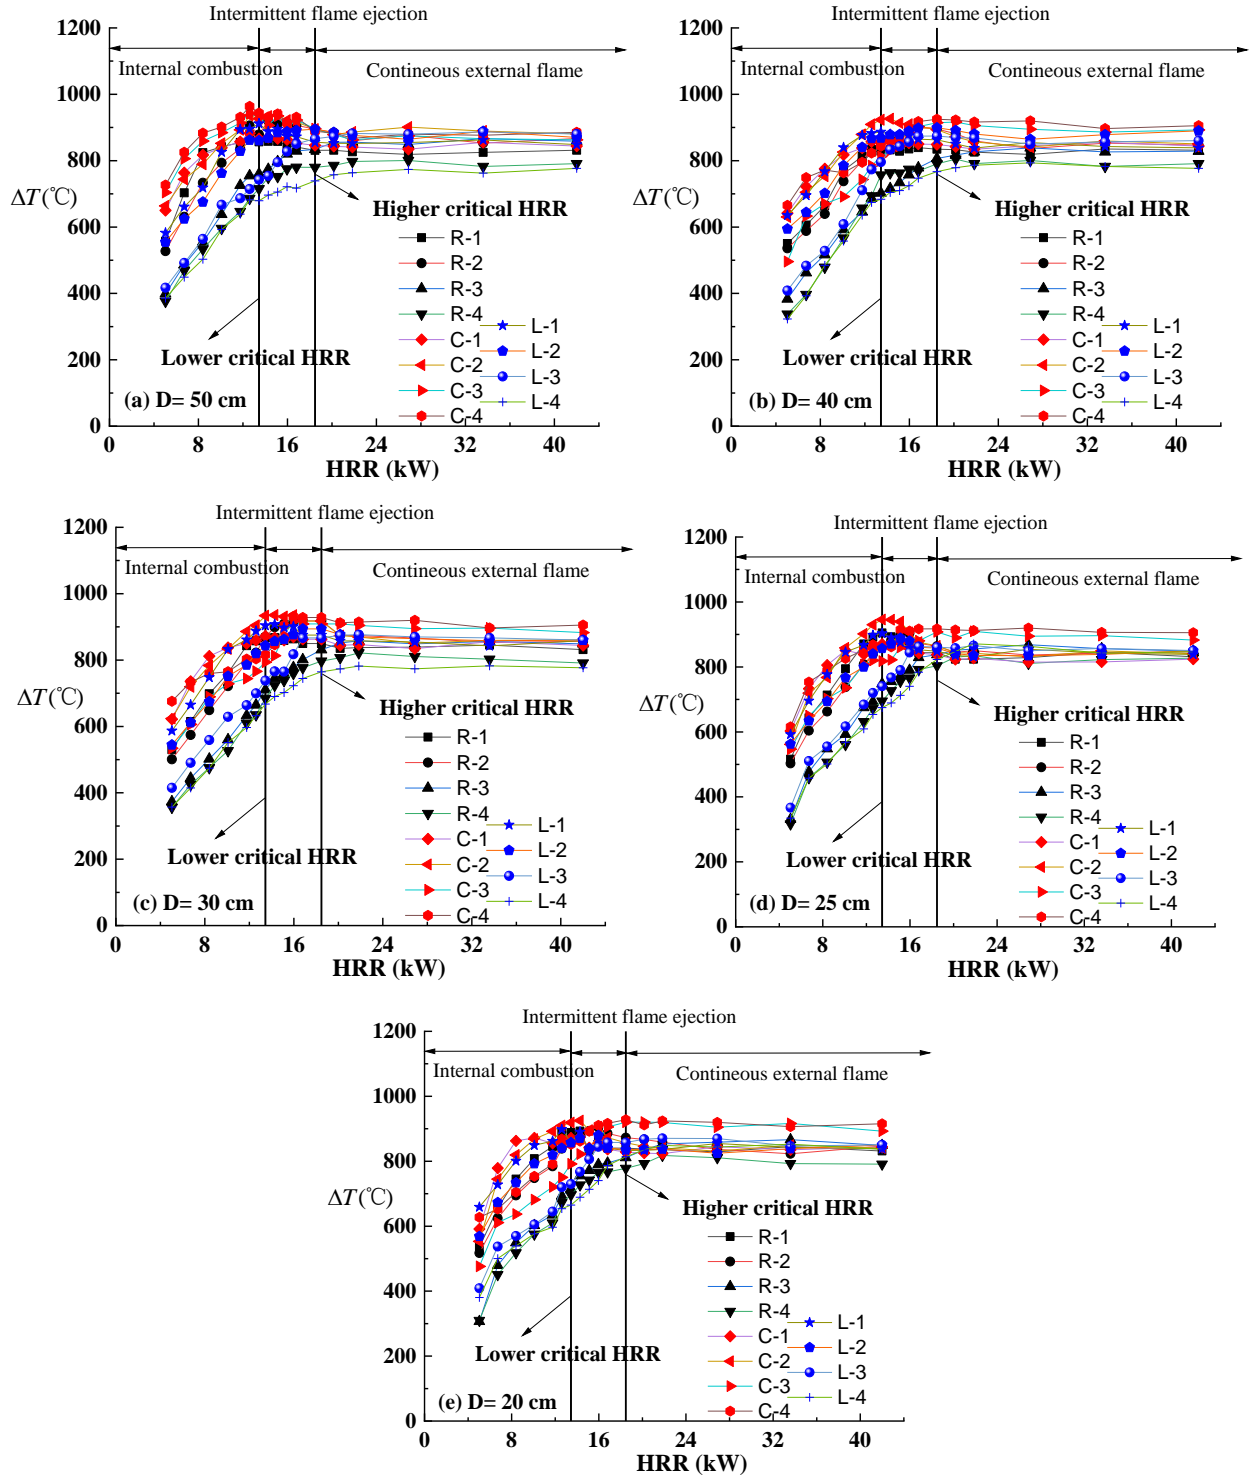 Intermittent flame ejection
Internal combustion
Contineous external flame
1200
1000
800
600
400
200
0
ΔT(℃)
Higher critical HRR
Lower critical HRR
R-1
R-2
R-3
R-4
C-1
C-2
C-3
C-4
L-1
L-2
L-3
L-4
(a) D= 50 cm
0 8 16 24 32 40
HRR (kW)
Intermittent flame ejection
Internal combustion
Contineous external flame
1200
1000
800
600
400
200
0
ΔT(℃)
Higher critical HRR
Lower critical HRR
R-1
R-2
R-3
R-4
C-1
C-2
C-3
C-4
L-1
L-2
L-3
L-4
(b) D= 40 cm
0 8 16 24 32 40
HRR (kW)
Intermittent flame ejection
Internal combustion
Contineous external flame
1200
1000
800
600
400
200
0
ΔT(℃)
Higher critical HRR
Lower critical HRR
R-1
R-2
R-3
R-4
C-1
C-2
C-3
C-4
L-1
L-2
L-3
L-4
(c) D= 30 cm
0 8 16 24 32 40
HRR (kW)
Intermittent flame ejection
Internal combustion
Contineous external flame
1200
1000
800
600
400
200
0
ΔT(℃)
Higher critical HRR
Lower critical HRR
R-1
R-2
R-3
R-4
C-1
C-2
C-3
C-4
L-1
L-2
L-3
L-4
(d) D= 25 cm
0 8 16 24 32 40
HRR (kW)
Intermittent flame ejection
Internal combustion
Contineous external flame
1200
1000
800
600
400
200
0
ΔT(℃)
Higher critical HRR
Lower critical HRR
R-1
R-2
R-3
R-4
C-1
C-2
C-3
C-4
L-1
L-2
L-3
L-4
(e) D= 20 cm
0 8 16 24 32 40
HRR (kW)